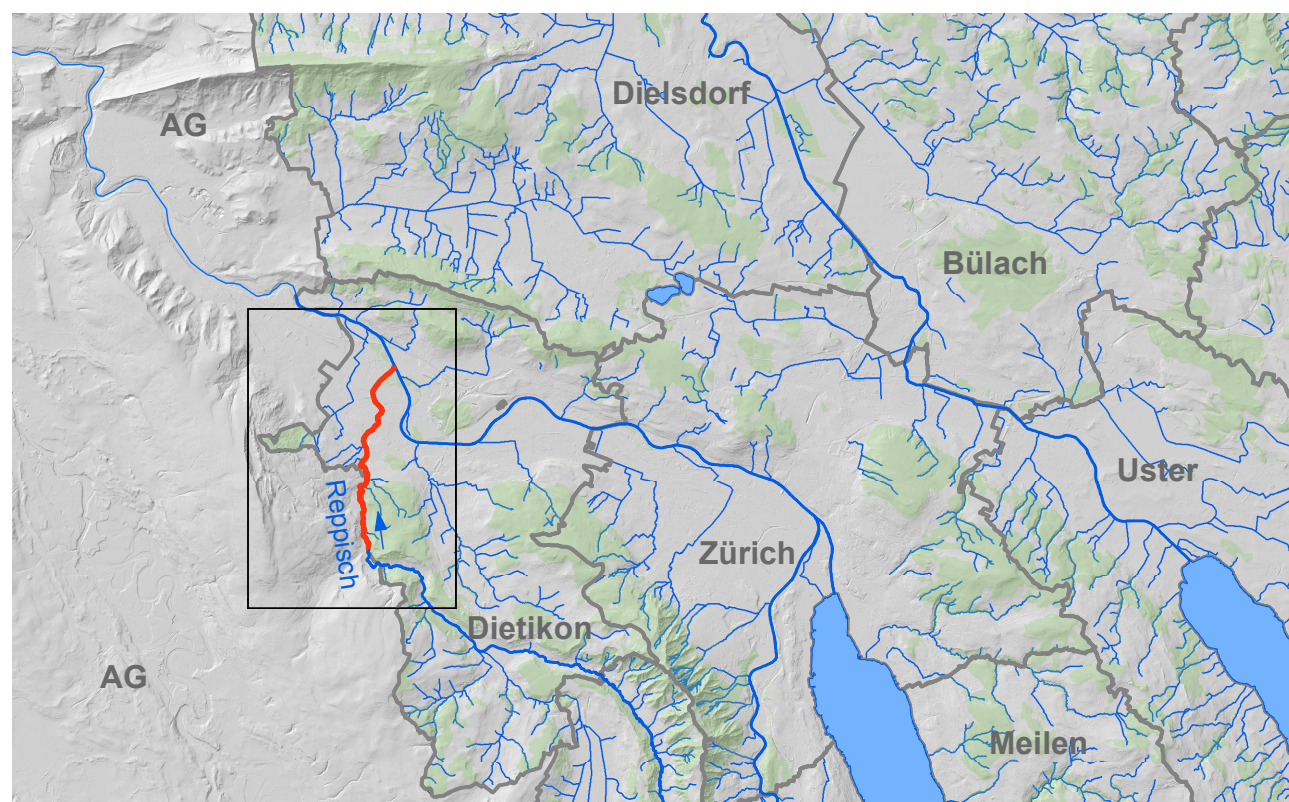 Dielsdorf
AG
Bülach
Uster
Reppisch
Zürich
Dietikon
AG
Meilen